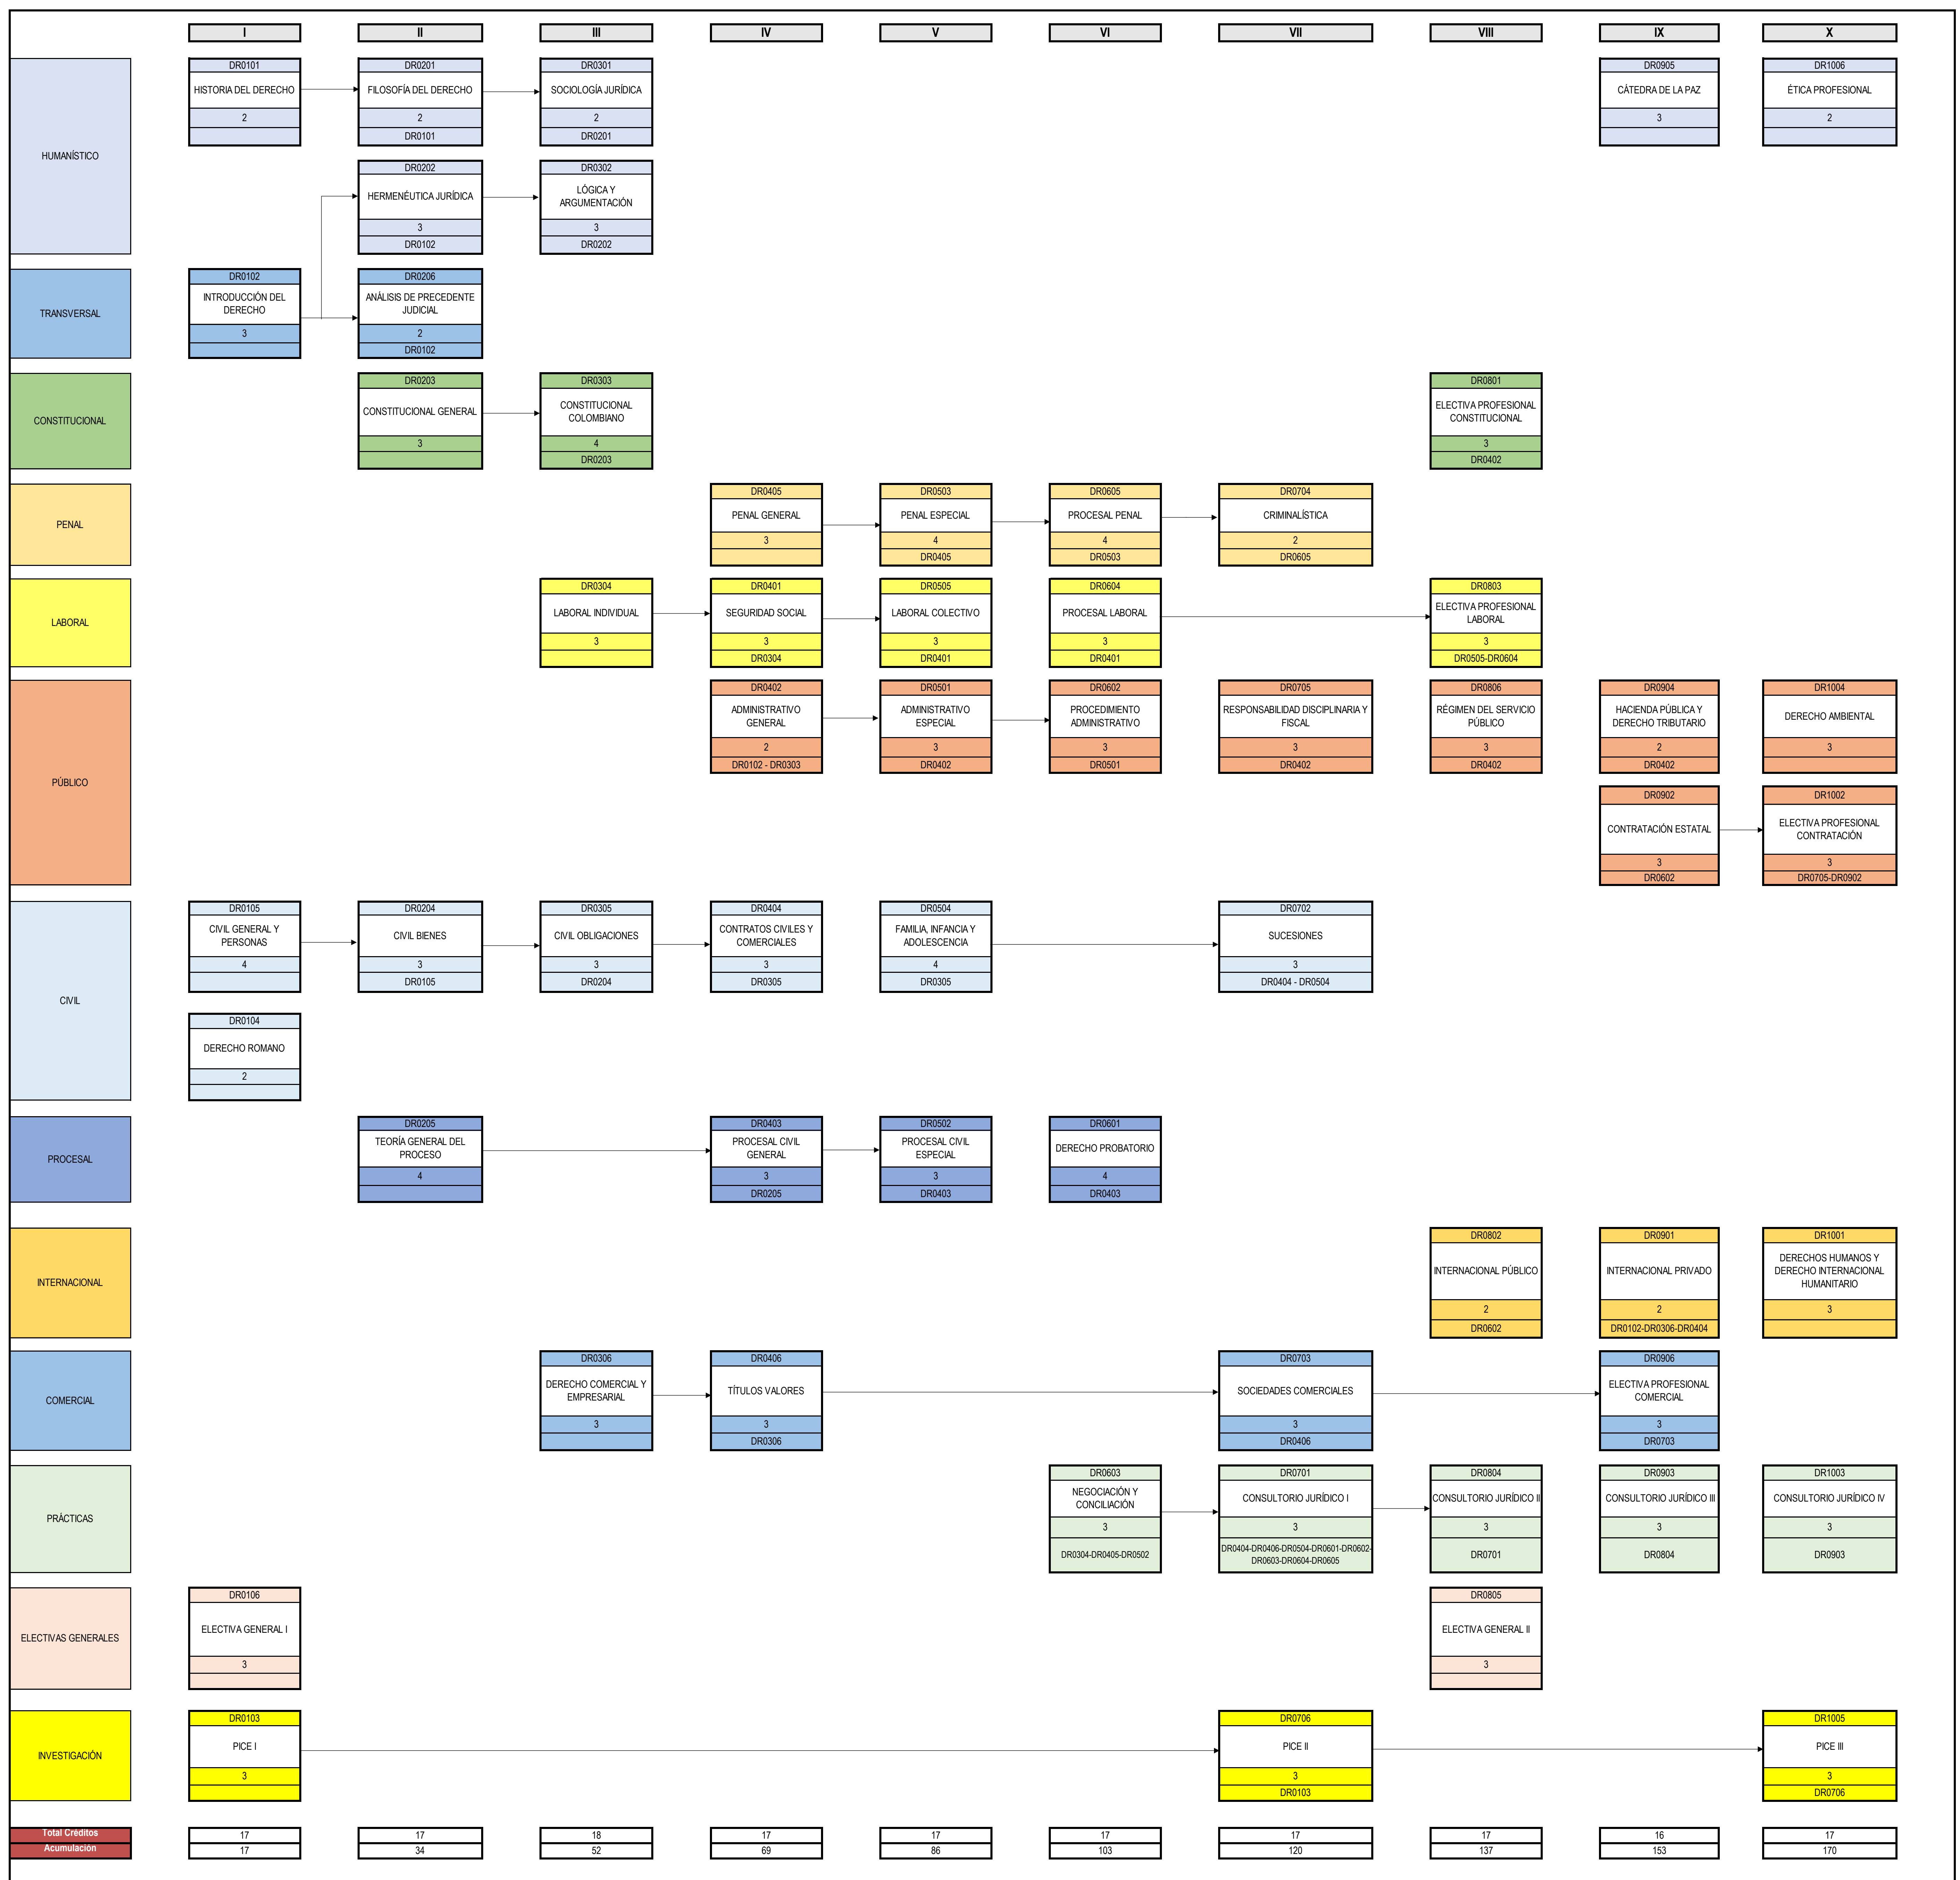 I II III IV V VI VII VIII IX X
HUMANÍSTICO
DR0101 DR0201 DR0301 DR0905 DR1006
HISTORIA DEL DERECHO FILOSOFÍA DEL DERECHO SOCIOLOGÍA JURÍDICA CÁTEDRA DE LA PAZ ÉTICA PROFESIONAL
2 2 2 3 2
DR0101 DR0201
DR0202 DR0302
HERMENÉUTICA JURÍDICA LÓGICA Y
ARGUMENTACIÓN
3 3
DR0102 DR0202
TRANSVERSAL
DR0102 DR0206
INTRODUCCIÓN DEL ANÁLISIS DE PRECEDENTE
DERECHO JUDICIAL
3 2
DR0102
CONSTITUCIONAL
DR0203 DR0303 DR0801
CONSTITUCIONAL GENERAL CONSTITUCIONAL ELECTIVA PROFESIONAL
COLOMBIANO CONSTITUCIONAL
3 4 3
DR0203 DR0402
PENAL
DR0405 DR0503 DR0605 DR0704
PENAL GENERAL PENAL ESPECIAL PROCESAL PENAL CRIMINALÍSTICA
3 4 4 2
DR0405 DR0503 DR0605
LABORAL
DR0304 DR0401 DR0505 DR0604 DR0803
LABORAL INDIVIDUAL SEGURIDAD SOCIAL LABORAL COLECTIVO PROCESAL LABORAL ELECTIVA PROFESIONAL
LABORAL
3 3 3 3 3
DR0304 DR0401 DR0401 DR0505-DR0604
PÚBLICO
DR0402 DR0501 DR0602 DR0705 DR0806 DR0904 DR1004
ADMINISTRATIVO ADMINISTRATIVO PROCEDIMIENTO RESPONSABILIDAD DISCIPLINARIA Y RÉGIMEN DEL SERVICIO HACIENDA PÚBLICA Y DERECHO AMBIENTAL
GENERAL ESPECIAL ADMINISTRATIVO FISCAL PÚBLICO DERECHO TRIBUTARIO
2 3 3 3 3 2 3
DR0102 - DR0303 DR0402 DR0501 DR0402 DR0402 DR0402
DR0902 DR1002
CONTRATACIÓN ESTATAL ELECTIVA PROFESIONAL
CONTRATACIÓN
3 3
DR0602 DR0705-DR0902
CIVIL
DR0105 DR0204 DR0305 DR0404 DR0504 DR0702
CIVIL GENERAL Y CIVIL BIENES CIVIL OBLIGACIONES CONTRATOS CIVILES Y FAMILIA, INFANCIA Y SUCESIONES
PERSONAS COMERCIALES ADOLESCENCIA
4 3 3 3 4 3
DR0105 DR0204 DR0305 DR0305 DR0404 - DR0504
DR0104
DERECHO ROMANO
2
PROCESAL
DR0205 DR0403 DR0502 DR0601
TEORÍA GENERAL DEL PROCESAL CIVIL PROCESAL CIVIL DERECHO PROBATORIO
PROCESO GENERAL ESPECIAL
4 3 3 4
DR0205 DR0403 DR0403
INTERNACIONAL
DR0802 DR0901 DR1001
INTERNACIONAL PÚBLICO INTERNACIONAL PRIVADO DERECHOS HUMANOS Y
DERECHO INTERNACIONAL
HUMANITARIO
2 2 3
DR0602 DR0102-DR0306-DR0404
COMERCIAL
DR0306 DR0406 DR0703 DR0906
DERECHO COMERCIAL Y TÍTULOS VALORES SOCIEDADES COMERCIALES ELECTIVA PROFESIONAL
EMPRESARIAL COMERCIAL
3 3 3 3
DR0306 DR0406 DR0703
PRÁCTICAS
DR0603 DR0701 DR0804 DR0903 DR1003
NEGOCIACIÓN Y CONSULTORIO JURÍDICO I CONSULTORIO JURÍDICO II CONSULTORIO JURÍDICO III CONSULTORIO JURÍDICO IV
CONCILIACIÓN
3 3 3 3 3
DR0304-DR0405-DR0502 DR0404-DR0406-DR0504-DR0601-DR0602- DR0701 DR0804 DR0903
DR0603-DR0604-DR0605
ELECTIVAS GENERALES
DR0106 DR0805
ELECTIVA GENERAL I ELECTIVA GENERAL II
3 3
INVESTIGACIÓN
DR0103 DR0706 DR1005
PICE I PICE II PICE III
3 3 3
DR0103 DR0706
Total Créditos 17 17 18 17 17 17 17 17 16 17
Acumulación 17 34 52 69 86 103 120 137 153 170